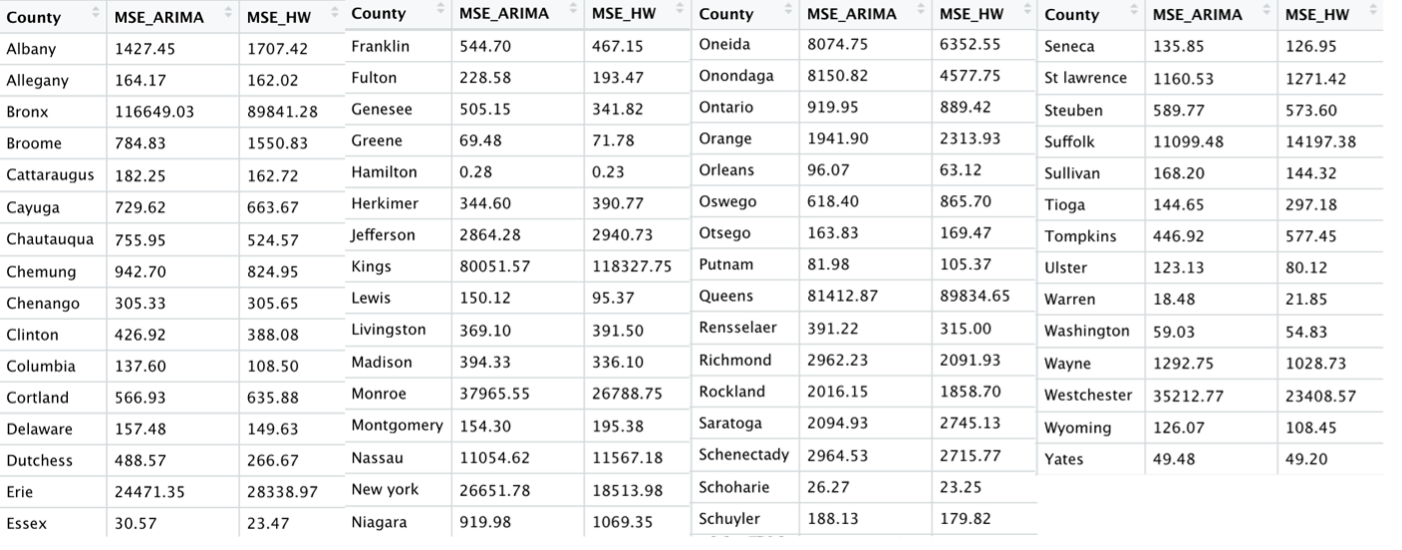 County MSE_ARIMA MSE_HW
Albany 1427.45 1707.42
Allegany 164.17 162.02
Bronx 116649.03 89841.28
Broome 784.83 1550.83
Cattaraugus 182.25 162.72
Cayuga 729.62 663.67
Chautauqua 755.95 524.57
Chemung 942.70 824.95
Chenango 305.33 305.65
Clinton 426.92 388.08
Columbia 137.60 108.50
Cortland 566.93 635.88
Delaware 157.48 149.63
Dutchess 488.57 266.67
Erie 24471.35 28338.97
Essex 30.57 23.47
County MSE_ARIMA MSE_HW
Franklin 544.70 467.15
Fulton 228.58 193.47
Genesee 505.15 341.82
Greene 69.48 71.78
Hamilton 0.28 0.23
Herkimer 344.60 390.77
Jefferson 2864.28 2940.73
Kings 80051.57 118327.75
Lewis 150.12 95.37
Livingston 369.10 391.50
Madison 394.33 336.10
Monroe 37965.55 26788.75
Montgomery 154.30 195.38
Nassau 11054.62 11567.18
New york 26651.78 18513.98
Niagara 919.98 1069.35
County MSE_ARIMA MSE_HW
Oneida 8074.75 6352.55
Onondaga 8150.82 4577.75
Ontario 919.95 889.42
Orange 1941.90 2313.93
Orleans 96.07 63.12
Oswego 618.40 865.70
Otsego 163.83 169.47
Putnam 81.98 105.37
Queens 81412.87 89834.65
Rensselaer 391.22 315.00
Richmond 2962.23 2091.93
Rockland 2016.15 1858.70
Saratoga 2094.93 2745.13
Schenectady 2964.53 2715.77
Schoharie 26.27 23.25
Schuyler 188.13 179.82
County MSE_ARIMA MSE_HW
Seneca 135.85 126.95
St lawrence 1160.53 1271.42
Steuben 589.77 573.60
Suffolk 11099.48 14197.38
Sullivan 168.20 144.32
Tioga 144.65 297.18
Tompkins 446.92 577.45
Ulster 123.13 80.12
Warren 18.48 21.85
Washington 59.03 54.83
Wayne 1292.75 1028.73
Westchester 35212.77 23408.57
Wyoming 126.07 108.45
Yates 49.48 49.20